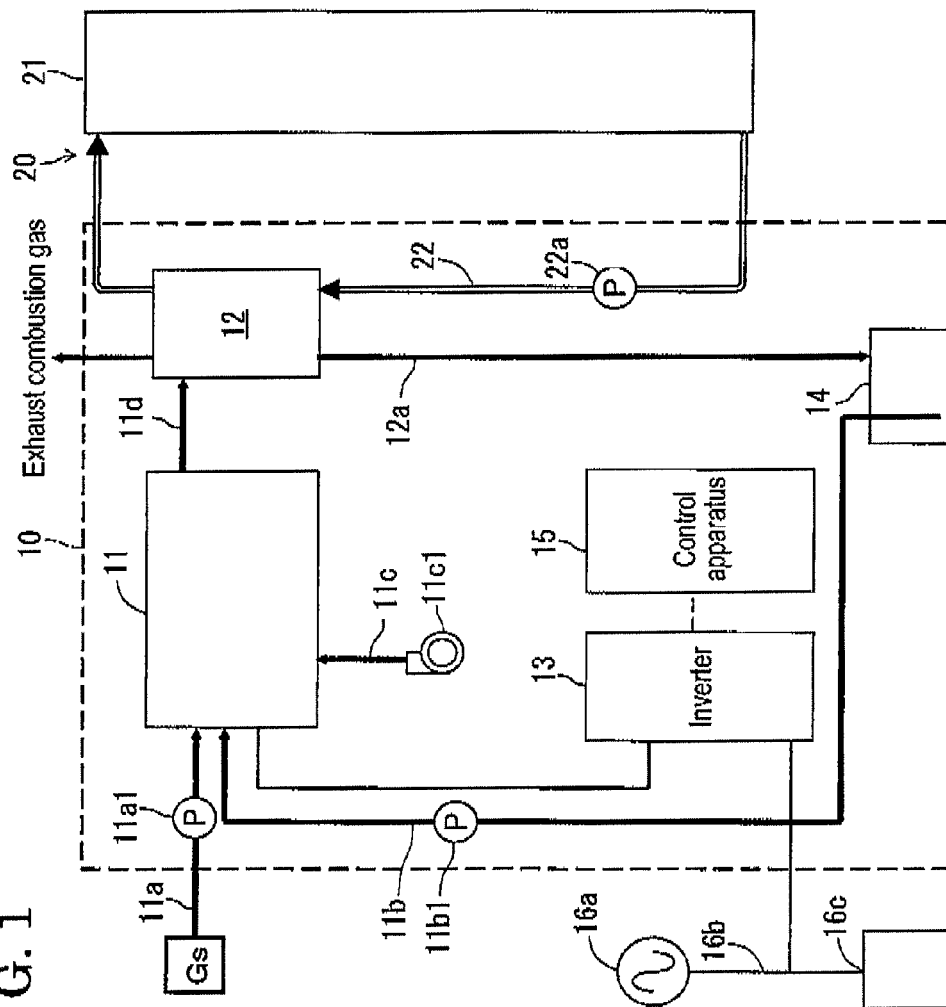 G. 1
10
Exhaust combustion gas
20
21
11a
11a1
11
11d
Gs
P
12
11b
11c
12a
22
11b1
P
11c1
16a
13
15
22a
P
Inverter
Control
apparatus
16b
14
16c